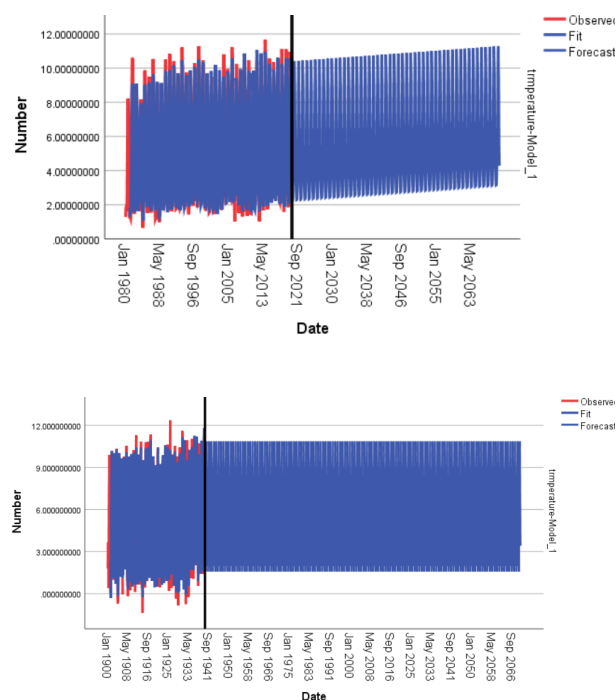 Observed
Fit
Forecast
12.00000000
10.00000000
8.00000000
6.00000000
4.00000000
2.00000000
.00000000
Number
trmperature-Model_1
Jan 1980
May 1988
Sep 1996
Jan 2005
May 2013
Sep 2021
Jan 2030
May 2038
Sep 2046
Jan 2055
May 2063
Date
Observed
Fit
Forecast
12.000000000
9.000000000
6.000000000
3.000000000
.000000000
Number
trmperature-Model_1
Jan 1900
May 1908
Sep 1916
Jan 1925
May 1933
Sep 1941
Jan 1950
May 1958
Sep 1966
Jan 1975
May 1983
Sep 1991
Jan 2000
May 2008
Sep 2016
Jan 2025
May 2033
Sep 2041
Jan 2050
May 2058
Sep 2066
Date